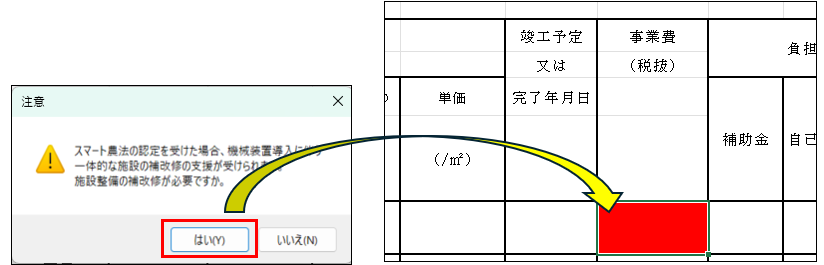 注意
スマート農法の認定を受けた場合、機械装置導入に
一体的な施設の補改修の支援が受けられ
施設整備の補改修が必要ですか。
はい(Y)
いいえ(N)
竣工予定
又は
完了年月日
事業費
（税抜）
負担
単価
(/㎡)
補助金
自己